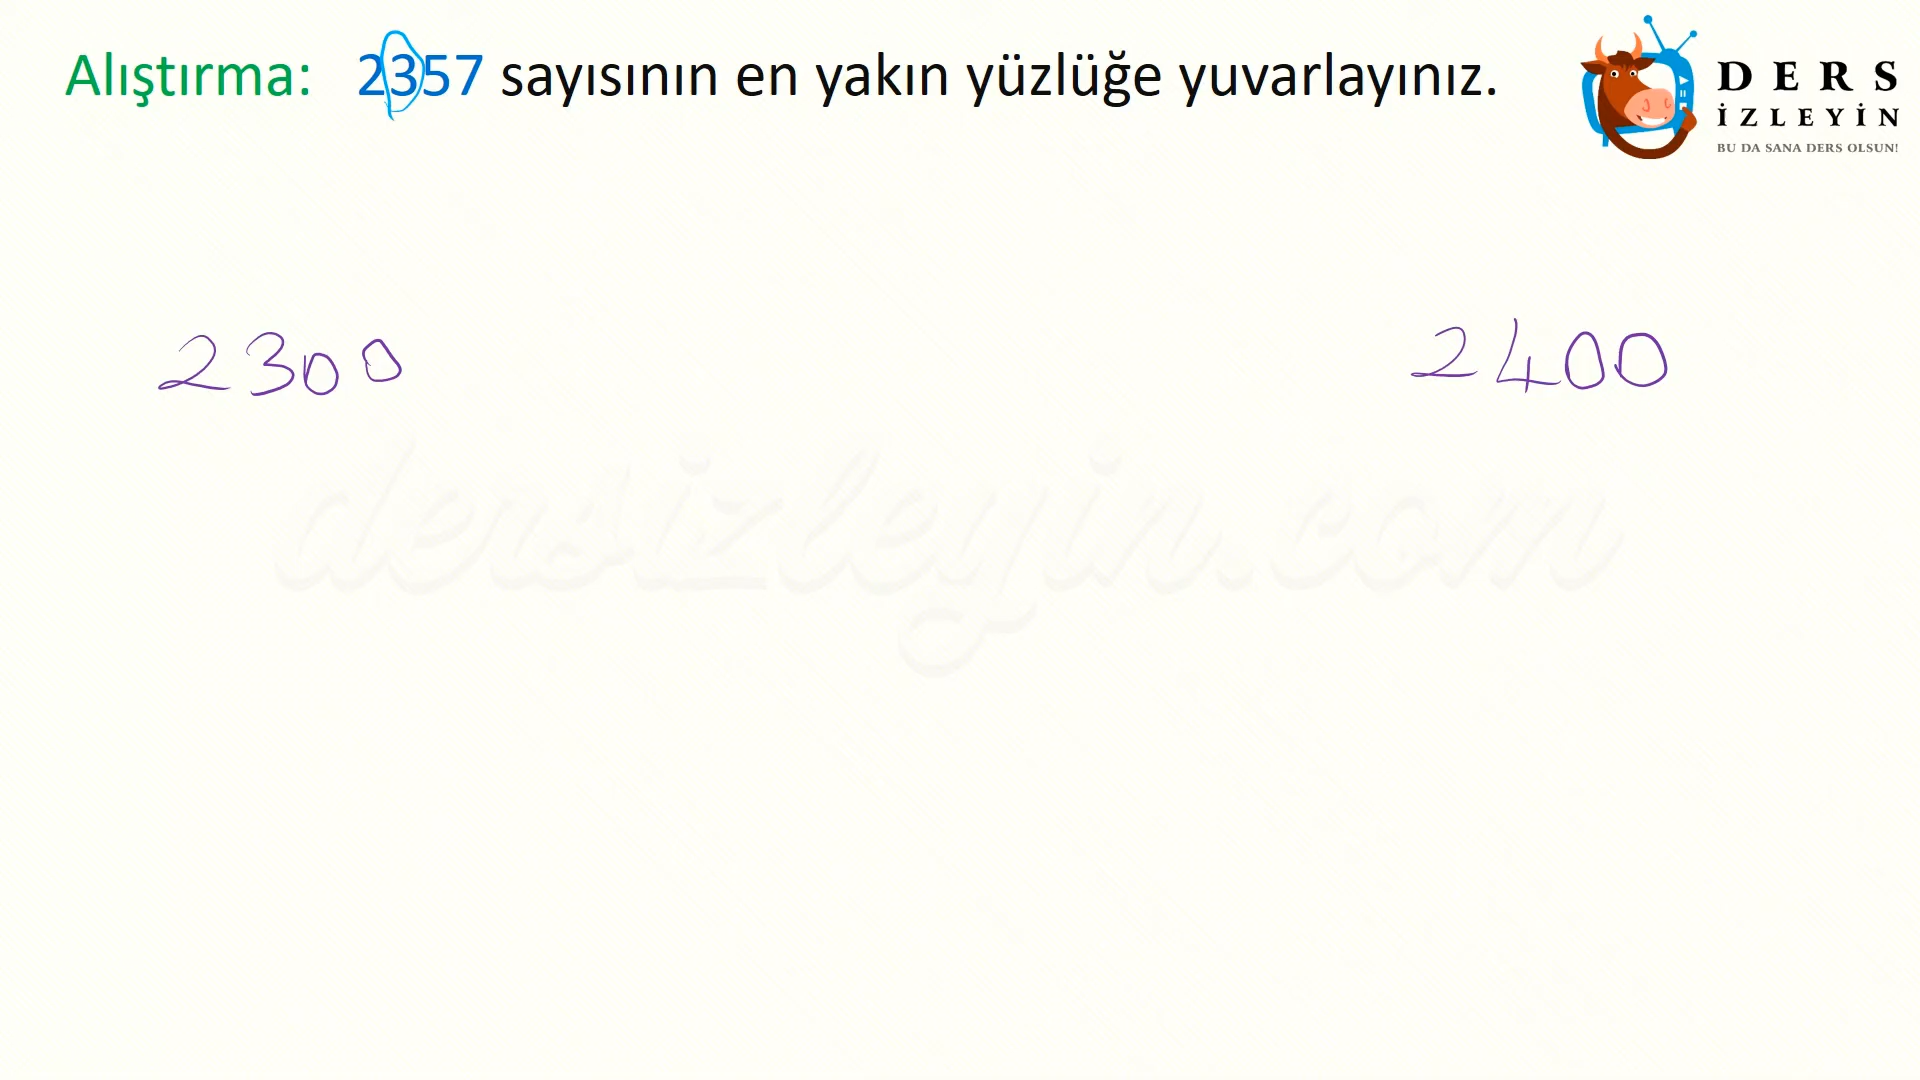 Alıştırma: 2357 sayısının en yakın yüzlüğe yuvarlayınız.
DERS
İZLEYİN
BU DA SANA DERS OLSUN!
2300 2400
dersizleyin.com